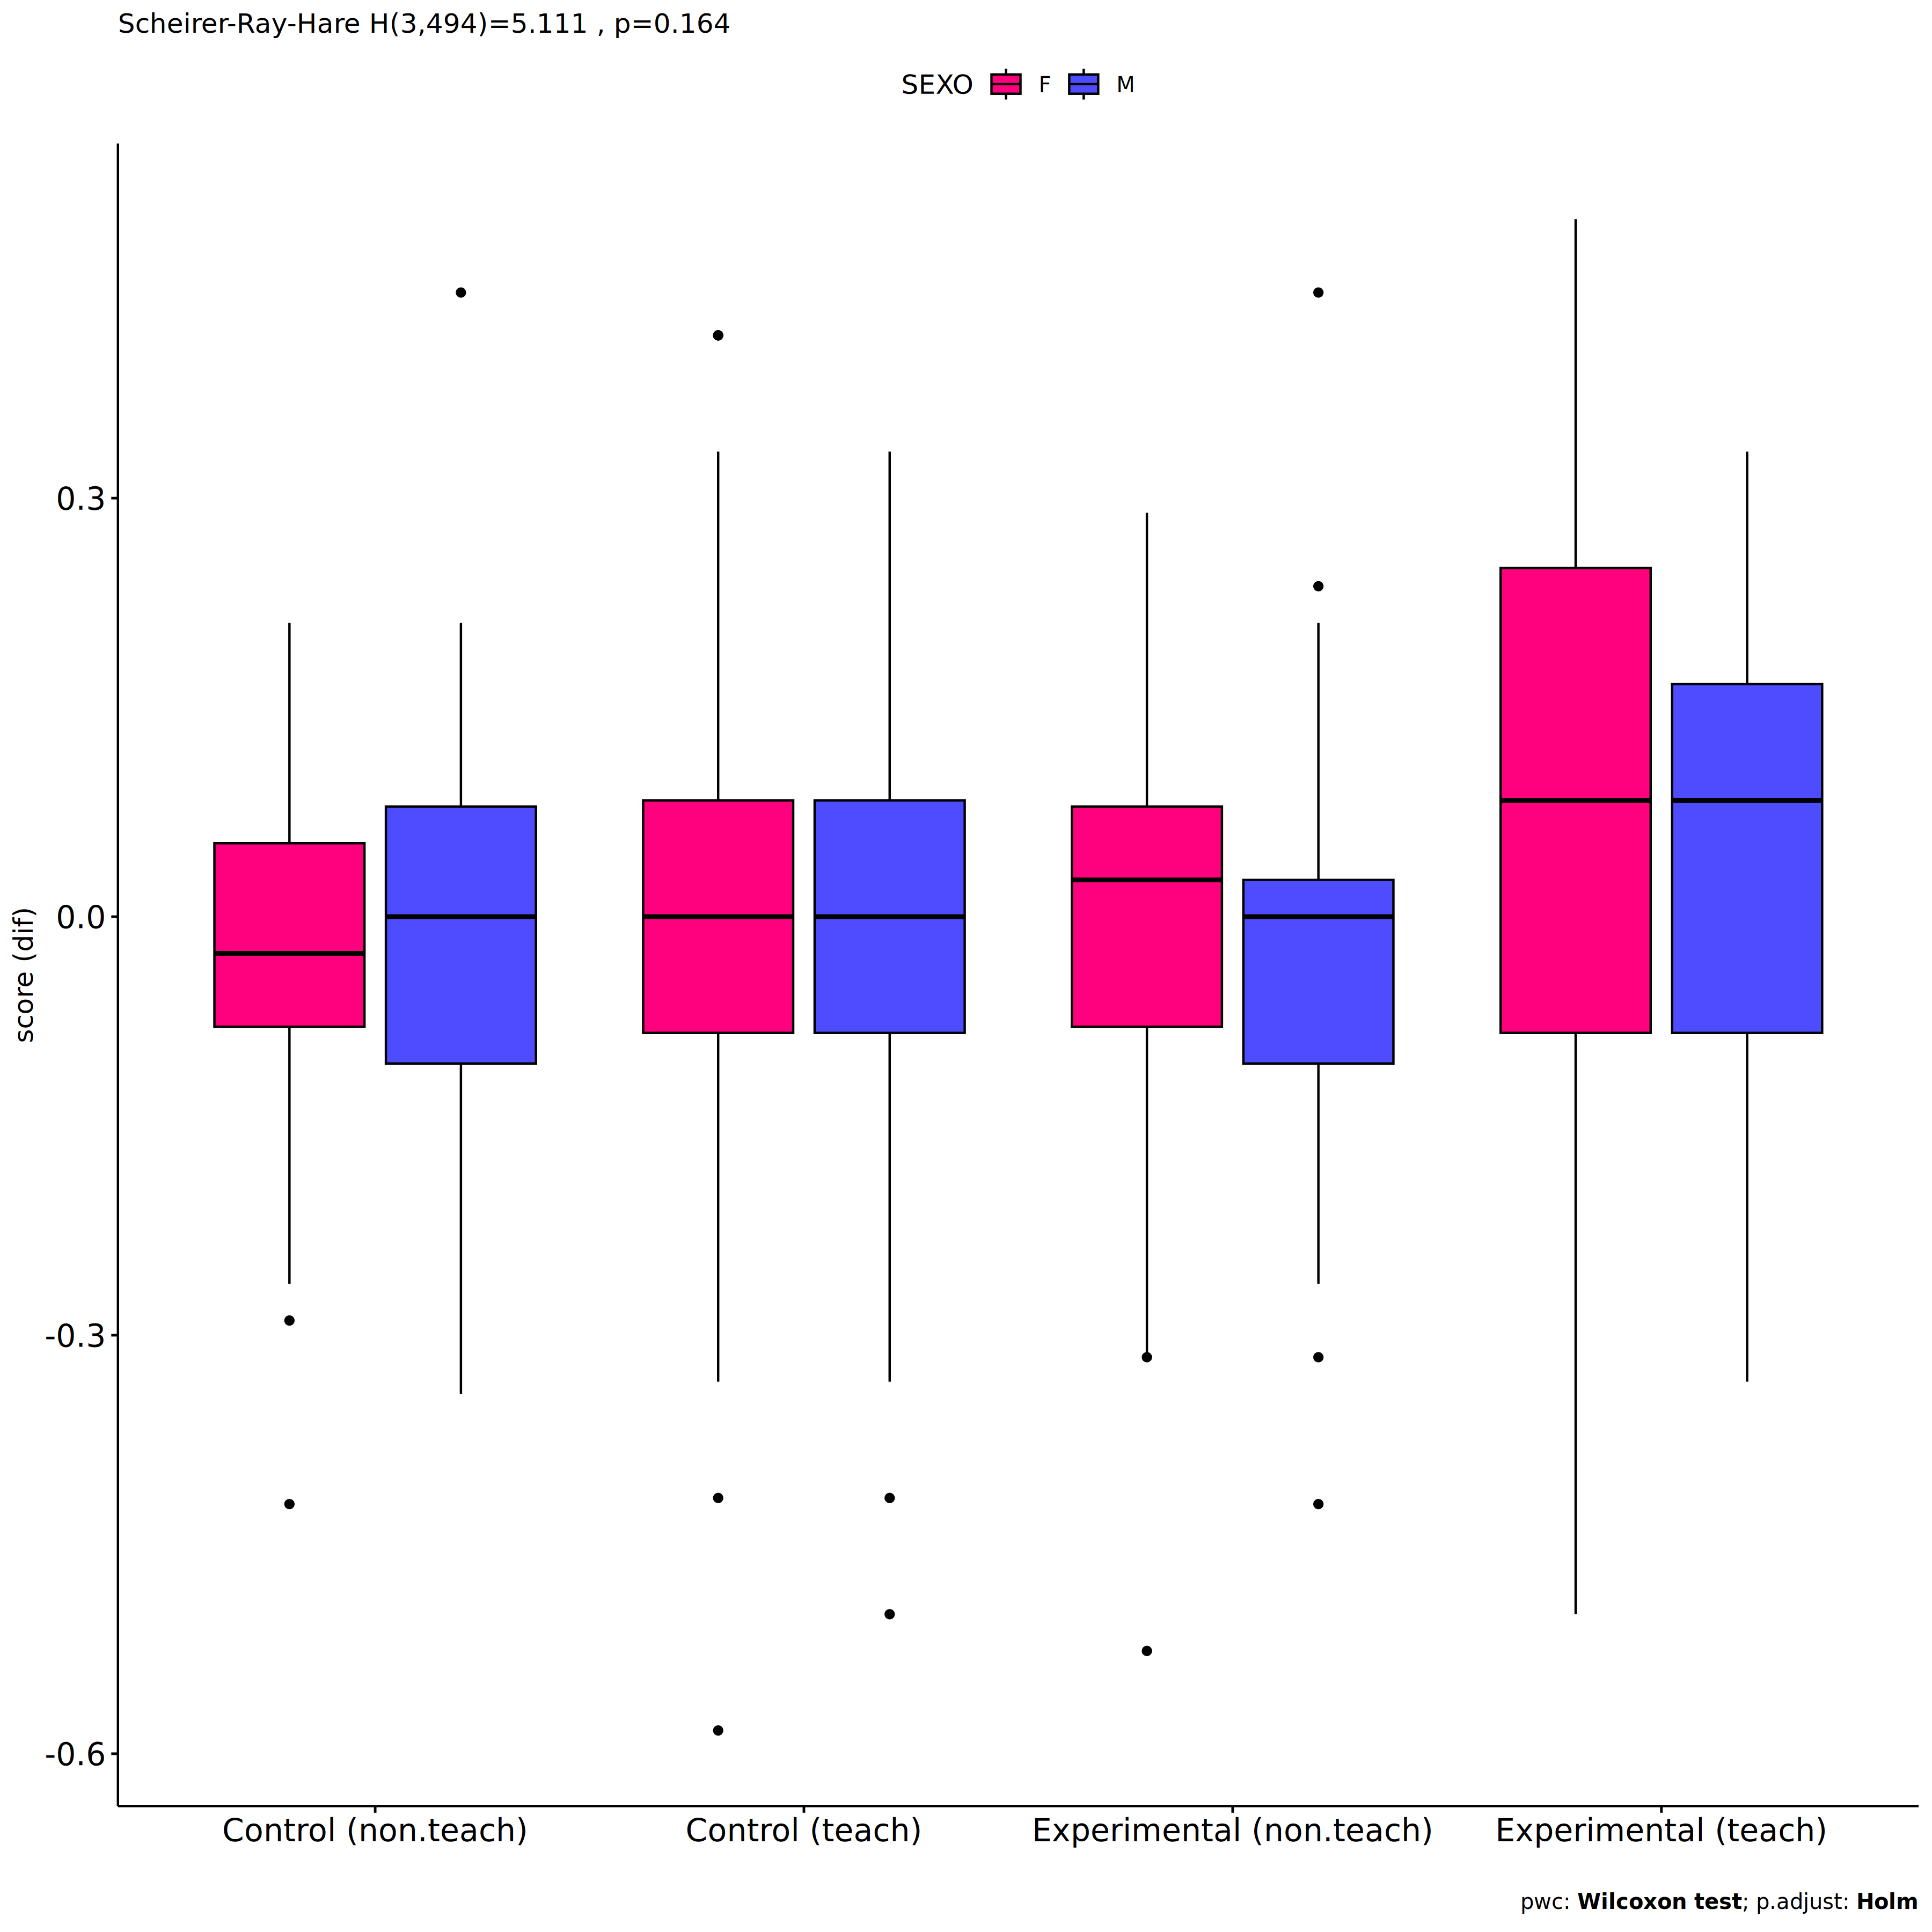 Scheirer-Ray-Hare H(3,494)=5.111 , p=0.164
SEXO F M
score (dif)
0.3
0.0
-0.3
-0.6
Control (non.teach) Control (teach) Experimental (non.teach) Experimental (teach)
pwc: Wilcoxon test; p.adjust: Holm